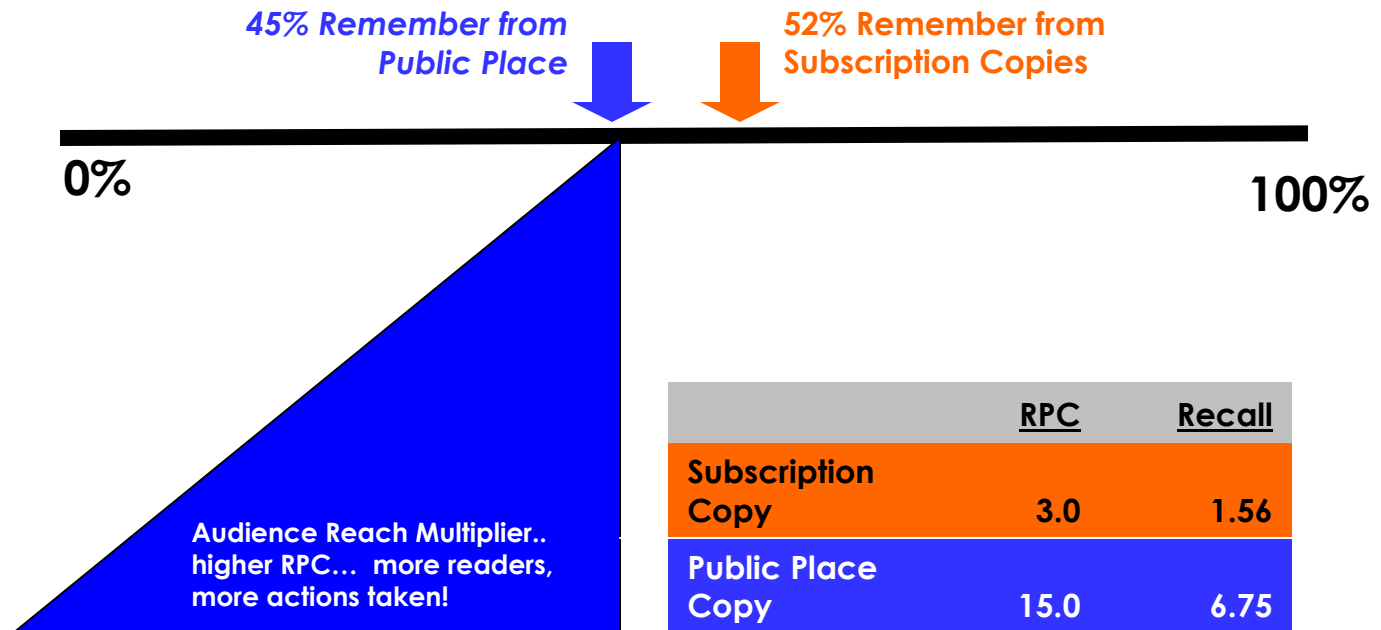 45% Remember from
Public Place
52% Remember from
Subscription Copies
0%
100%
RPC Recall
Subscription
Copy 3.0 1.56
Public Place
Copy 15.0 6.75
Audience Reach Multiplier..
higher RPC... more readers,
more actions taken!